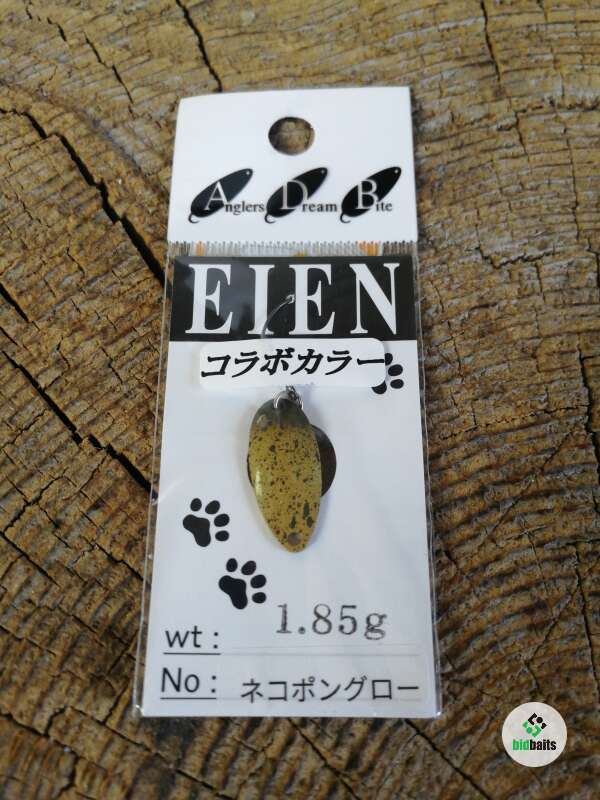 Anglers Dream Bite
EIEN
コラボカラー
wt : 1.85g
No : ネコポングロー
bidbaits